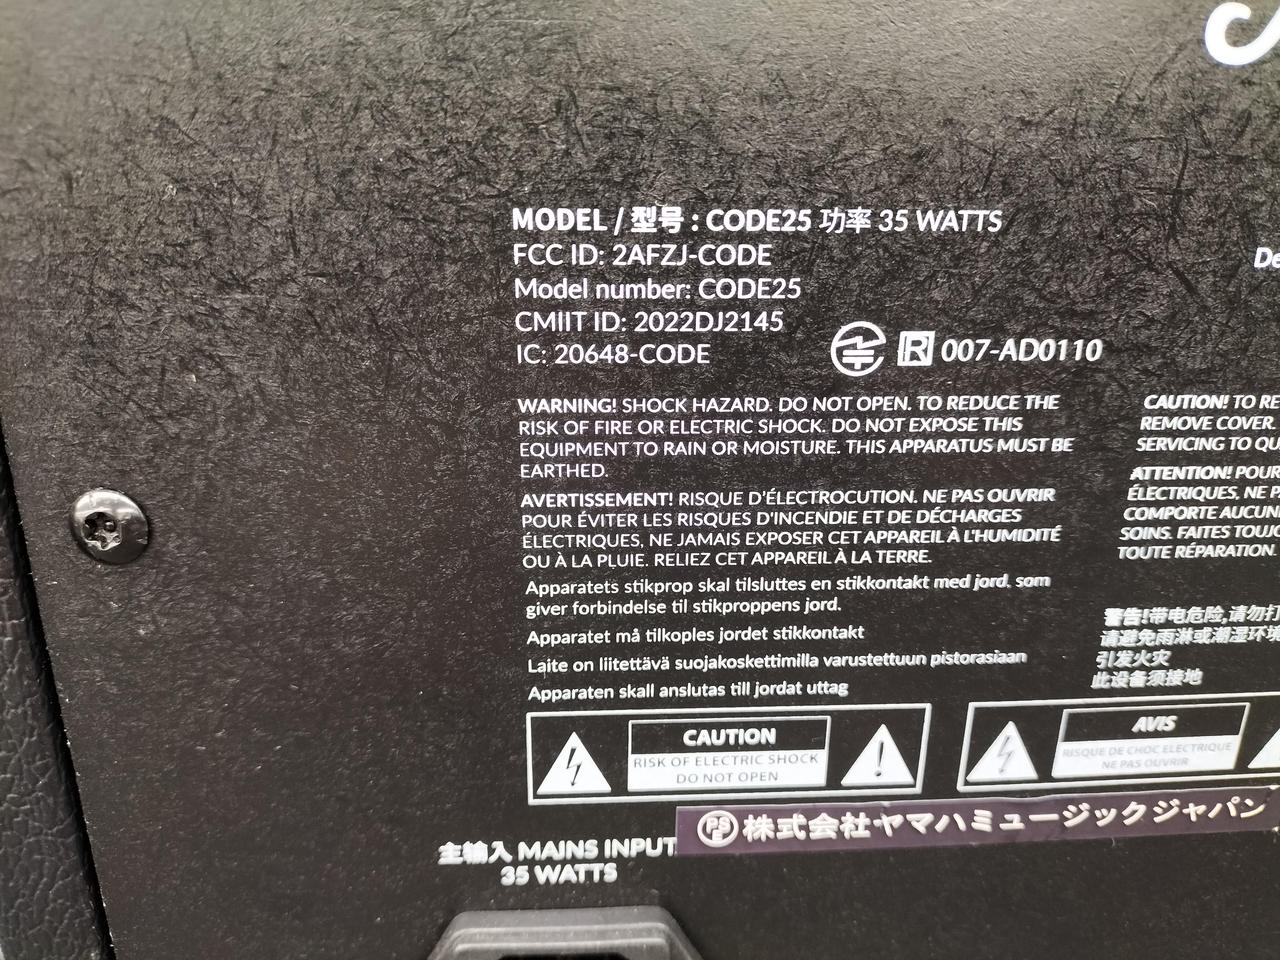 MODEL / 型号 : CODE25 功率 35 WATTS
FCC ID: 2AFZJ-CODE
Model number: CODE25
CMIIT ID: 2022DJ2145
IC: 20648-CODE
R 007-AD0110
De
WARNING! SHOCK HAZARD. DO NOT OPEN. TO REDUCE THE
RISK OF FIRE OR ELECTRIC SHOCK. DO NOT EXPOSE THIS
EQUIPMENT TO RAIN OR MOISTURE. THIS APPARATUS MUST BE
EARTHED.
AVERTISSEMENT! RISQUE D'ÉLECTROCUTION. NE PAS OUVRIR
POUR ÉVITER LES RISQUES D'INCENDIE ET DE DÉCHARGES
ÉLECTRIQUES, NE JAMAIS EXPOSER CET APPAREIL À L'HUMIDITÉ
OU À LA PLUIE. RELIEZ CET APPAREIL À LA TERRE.
Apparatets stikprop skal tilsluttes en stikkontakt med jord, som
giver forbindelse til stikproppens jord.
Apparatet må tilkoples jordet stikkontakt
Laite on liitettävä suojakoskettimilla varustettuun pistorasiaan
Apparaten skall anslutas till jordat uttag
CAUTION! TO RE
REMOVE COVER.
SERVICING TO QU
ATTENTION! POUR
ÉLECTRIQUES, NE P
COMPORTE AUCUN
SOINS. FAITES TOUJO
TOUTE RÉPARATION.
警告!带电危险,请勿打
请避免雨淋或潮湿环境
引发火灾
此设备须接地
CAUTION
RISK OF ELECTRIC SHOCK
DO NOT OPEN
AVIS
RISQUE DE CHOC ELECTRIQUE
NE PAS OUVRIR
PSE 株式会社ヤマハミュージックジャパン
主输入 MAINS INPUT
35 WATTS